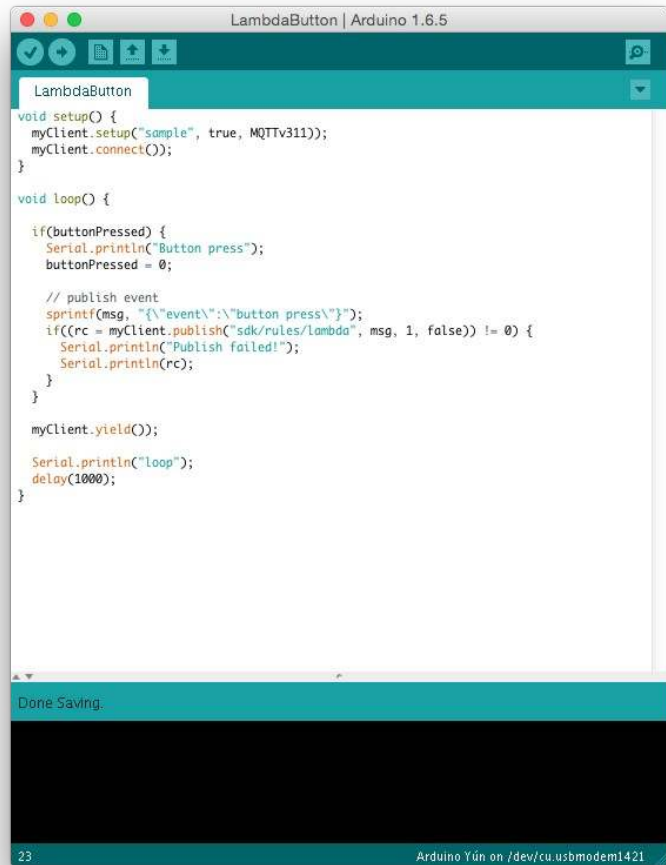 LambdaButton | Arduino 1.6.5
LambdaButton
void setup() {
  myClient.setup("sample", true, MQTTv311));
  myClient.connect());
}

void loop() {

  if(buttonPressed) {
    Serial.println("Button press");
    buttonPressed = 0;

    // publish event
    sprintf(msg, "{\"event\":\"button press\"}");
    if((rc = myClient.publish("sdk/rules/lambda", msg, 1, false)) != 0) {
      Serial.println("Publish failed!");
      Serial.println(rc);
    }
  }

  myClient.yield());

  Serial.println("loop");
  delay(1000);
}
Done Saving.
23 Arduino Yún on /dev/cu.usbmodem1421